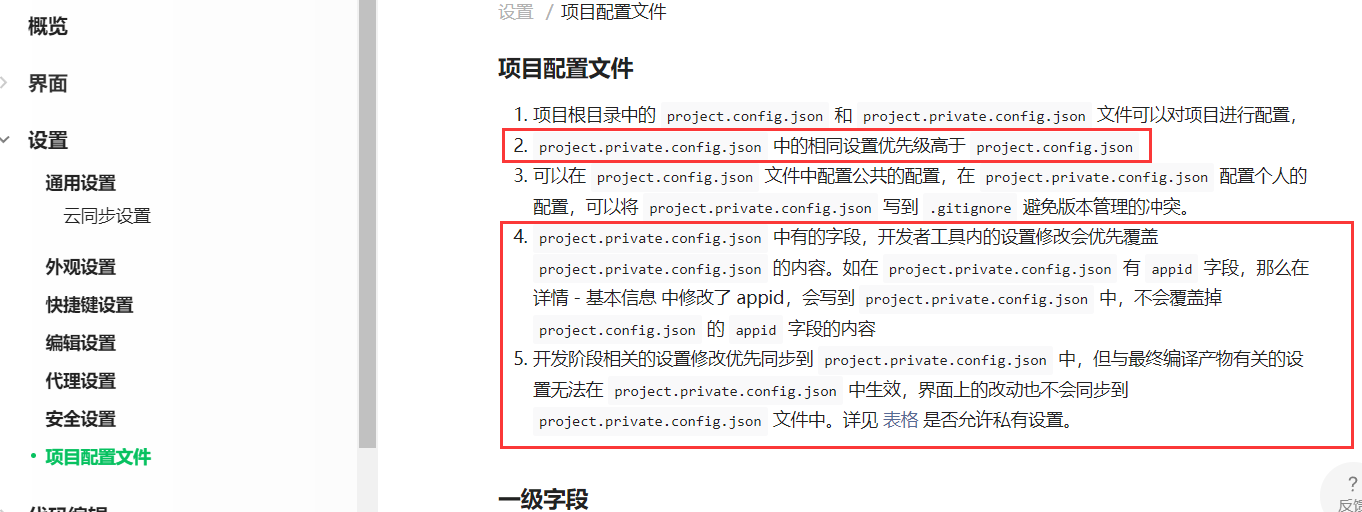 概览
界面
设置
通用设置
云同步设置
外观设置
快捷键设置
编辑设置
代理设置
安全设置
项目配置文件
设置 / 项目配置文件
项目配置文件
1. 项目根目录中的 project.config.json 和 project.private.config.json 文件可以对项目进行配置，
2. project.private.config.json 中的相同设置优先级高于 project.config.json
3. 可以在 project.config.json 文件中配置公共的配置，在 project.private.config.json 配置个人的
配置，可以将 project.private.config.json 写到 .gitignore 避免版本管理的冲突。
4. project.private.config.json 中有的字段，开发者工具内的设置修改会优先覆盖
project.private.config.json 的内容。如在 project.private.config.json 有 appid 字段，那么在
详情 - 基本信息 中修改了 appid，会写到 project.private.config.json 中，不会覆盖掉
project.config.json 的 appid 字段的内容
5. 开发阶段相关的设置修改优先同步到 project.private.config.json 中，但与最终编译产物有关的设
置无法在 project.private.config.json 中生效，界面上的改动也不会同步到
project.private.config.json 文件中。详见 表格 是否允许私有设置。
一级字段
?